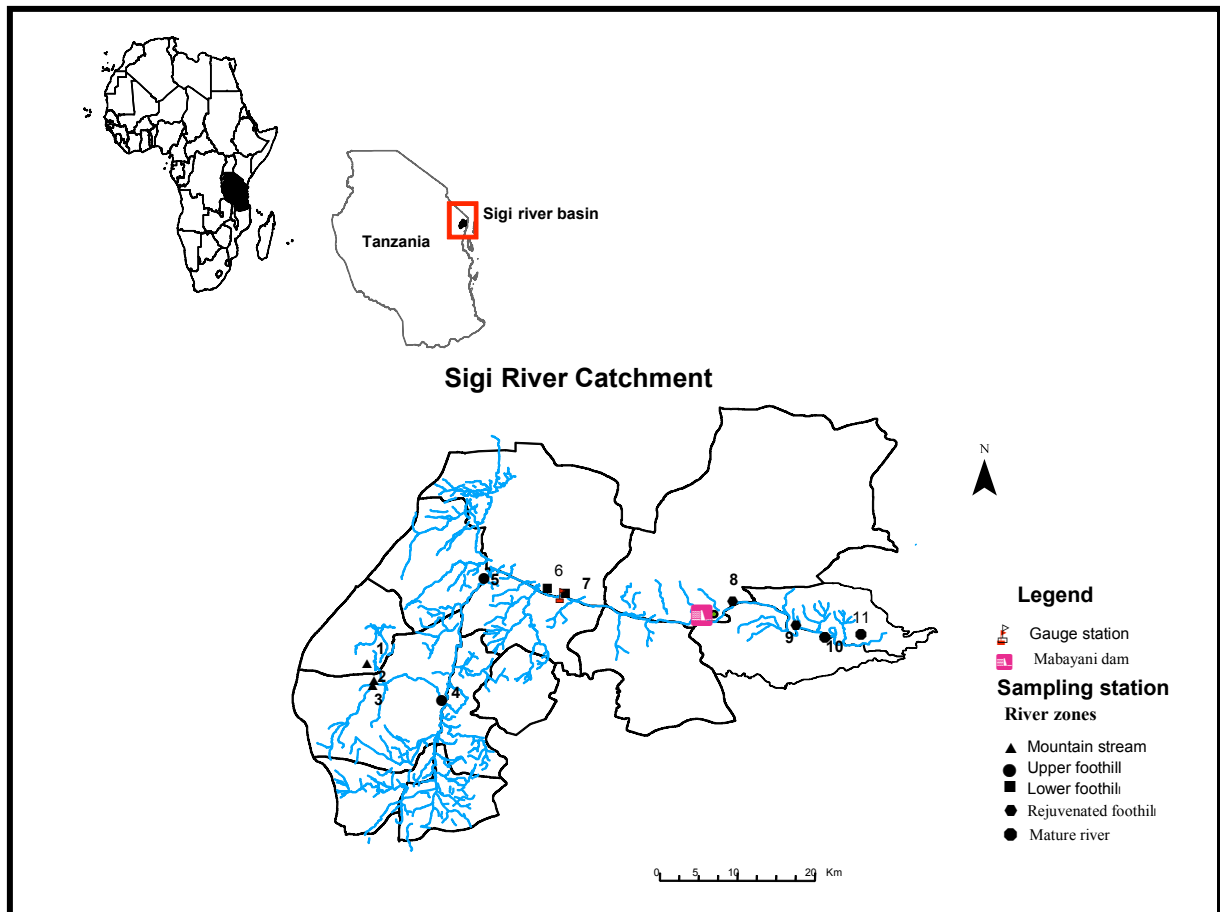 Sigi river basin
Tanzania
Sigi River Catchment
N
5
6
7
8
9
10
11
1
2
3
4
Legend
Gauge station
Mabayani dam
Sampling station
River zones
Mountain stream
Upper foothill
Lower foothill
Rejuvenated foothill
Mature river
0 5 10 20 Km